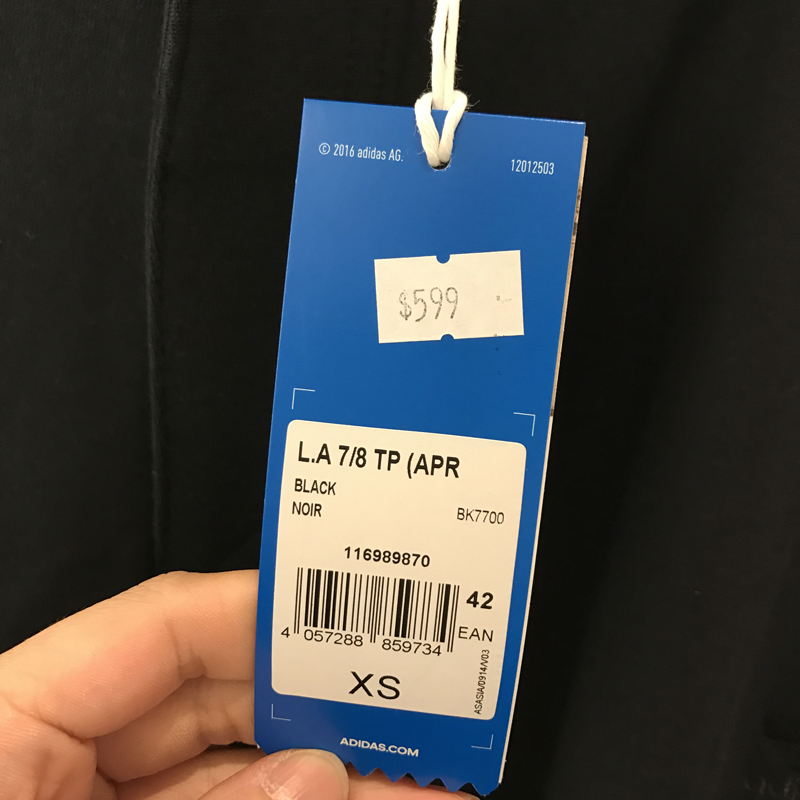 © 2016 adidas AG.
12012503
$599
L.A 7/8 TP (APR
BLACK
NOIR
BK7700
116989870
42
4 057288 859734
EAN
XS
ASASIA/0914/V03
ADIDAS.COM